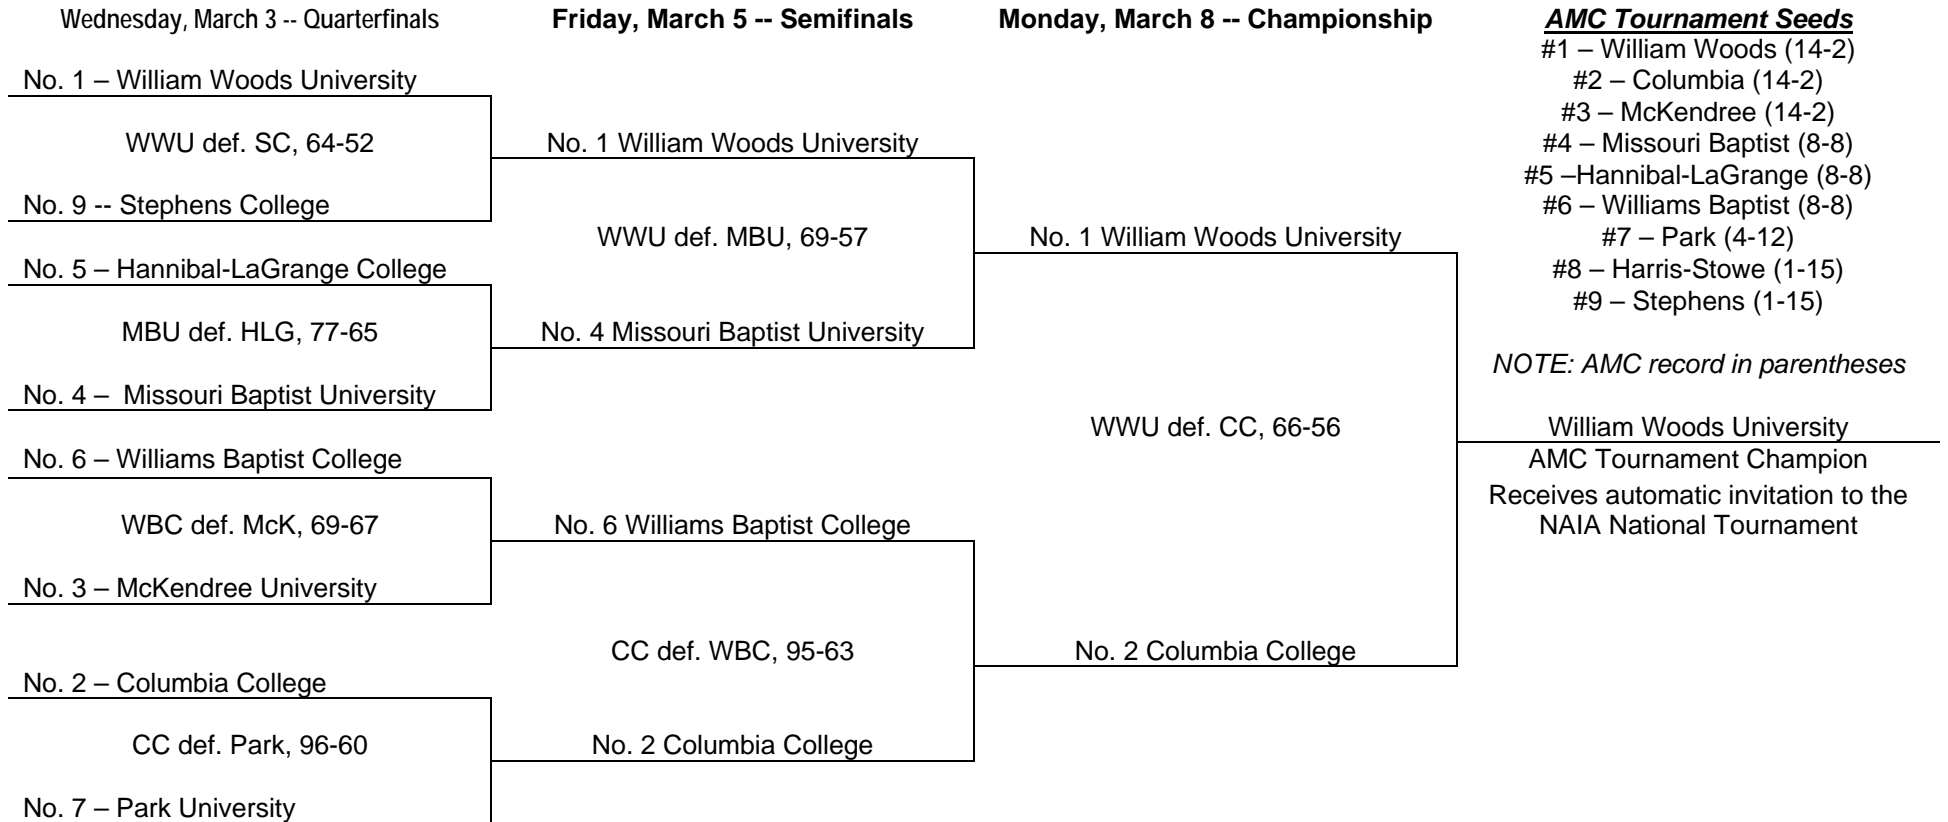 Wednesday, March 3 -- Quarterfinals
No. 1 – William Woods University
WWU def. SC, 64-52
No. 9 -- Stephens College
No. 5 – Hannibal-LaGrange College
MBU def. HLG, 77-65
No. 4 –  Missouri Baptist University
No. 6 – Williams Baptist College
WBC def. McK, 69-67
No. 3 – McKendree University
No. 2 – Columbia College
CC def. Park, 96-60
No. 7 – Park University
Friday, March 5 -- Semifinals
No. 1 William Woods University
WWU def. MBU, 69-57
No. 4 Missouri Baptist University
No. 6 Williams Baptist College
CC def. WBC, 95-63
No. 2 Columbia College
Monday, March 8 -- Championship
No. 1 William Woods University
WWU def. CC, 66-56
No. 2 Columbia College
AMC Tournament Seeds
#1 – William Woods (14-2)
#2 – Columbia (14-2)
#3 – McKendree (14-2)
#4 – Missouri Baptist (8-8)
#5 –Hannibal-LaGrange (8-8)
#6 – Williams Baptist (8-8)
#7 – Park (4-12)
#8 – Harris-Stowe (1-15)
#9 – Stephens (1-15)
NOTE: AMC record in parentheses
William Woods University
AMC Tournament Champion
Receives automatic invitation to the
NAIA National Tournament